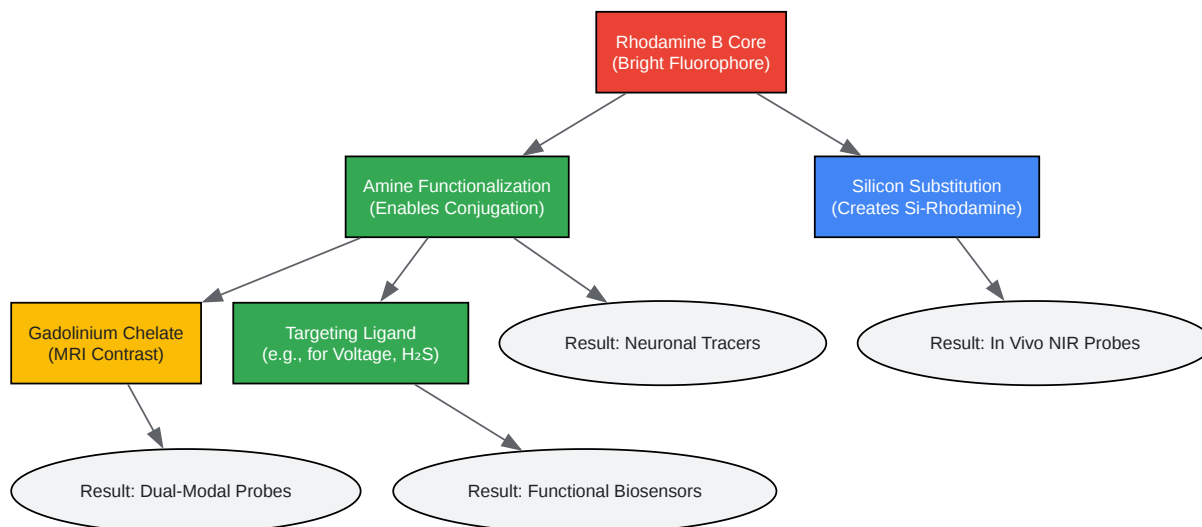 Rhodamine B Core
(Bright Fluorophore)
Amine Functionalization
(Enables Conjugation)
Silicon Substitution
(Creates Si-Rhodamine)
Gadolinium Chelate
(MRI Contrast)
Targeting Ligand
(e.g., for Voltage, H₂S)
Result: Neuronal Tracers
Result: In Vivo NIR Probes
Result: Dual-Modal Probes
Result: Functional Biosensors